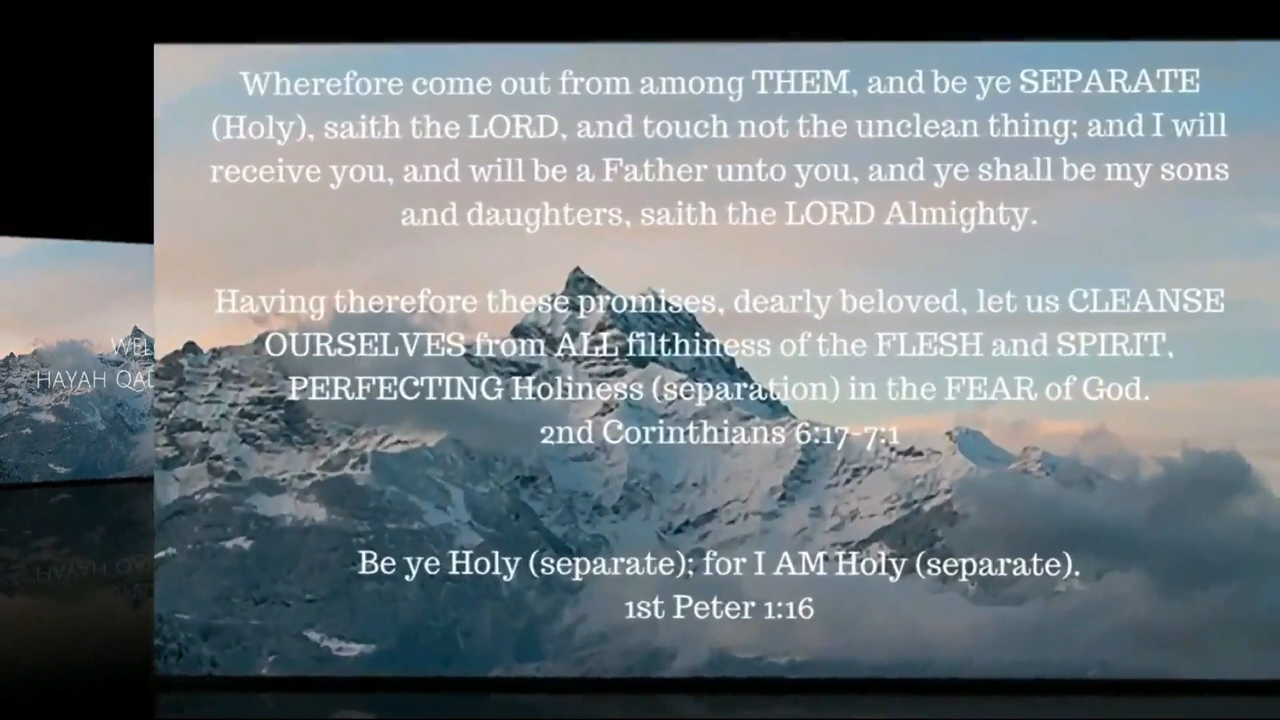 Wherefore come out from among THEM, and be ye SEPARATE
(Holy), saith the LORD, and touch not the unclean thing; and I will
receive you, and will be a Father unto you, and ye shall be my sons
and daughters, saith the LORD Almighty.
Having therefore these promises, dearly beloved, let us CLEANSE
OURSELVES from ALL filthiness of the FLESH and SPIRIT,
PERFECTING Holiness (separation) in the FEAR of God.
2nd Corinthians 6:17-7:1
Be ye Holy (separate); for I AM Holy (separate).
1st Peter 1:16
HAYAH